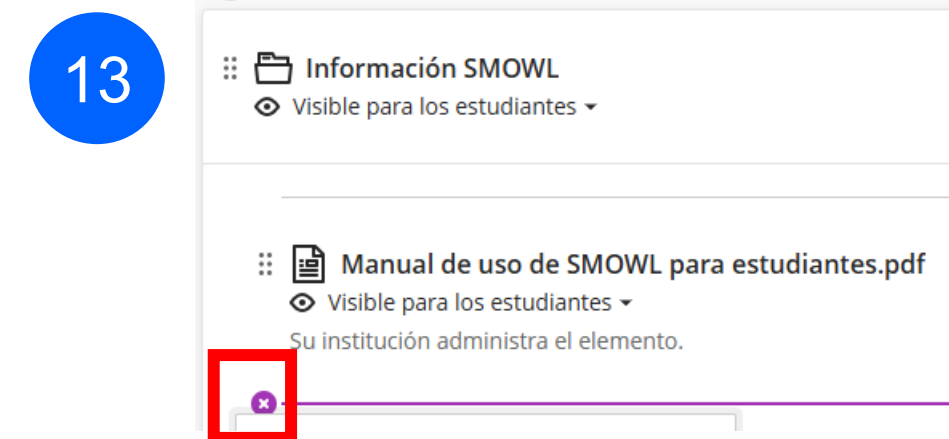 13
Información SMOWL
Visible para los estudiantes
Manual de uso de SMOWL para estudiantes.pdf
Visible para los estudiantes
Su institución administra el elemento.